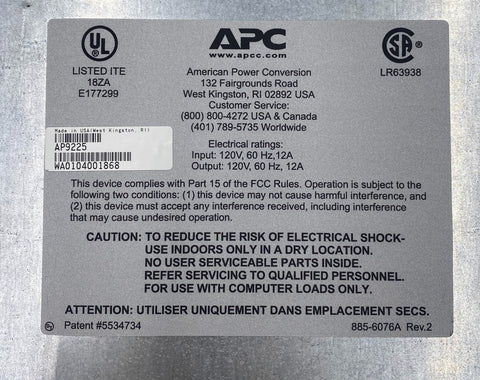 UL
LISTED ITE
18ZA
E177299
APC
www.apcc.com
American Power Conversion
132 Fairgrounds Road
West Kingston, RI 02892 USA
Customer Service:
(800) 800-4272 USA & Canada
(401) 789-5735 Worldwide
SA
LR63938
Made in USA(West Kingston, RI)
AP9225
WA0104001868
Electrical ratings:
Input: 120V, 60 Hz,12A
Output: 120V, 60 Hz, 12A
This device complies with Part 15 of the FCC Rules. Operation is subject to the
following two conditions: (1) this device may not cause harmful interference, and
(2) this device must accept any interference received, including interference
that may cause undesired operation.
CAUTION: TO REDUCE THE RISK OF ELECTRICAL SHOCK-
USE INDOORS ONLY IN A DRY LOCATION.
NO USER SERVICEABLE PARTS INSIDE.
REFER SERVICING TO QUALIFIED PERSONNEL.
FOR USE WITH COMPUTER LOADS ONLY.
ATTENTION: UTILISER UNIQUEMENT DANS EMPLACEMENT SECS.
Patent #5534734
885-6076A Rev.2